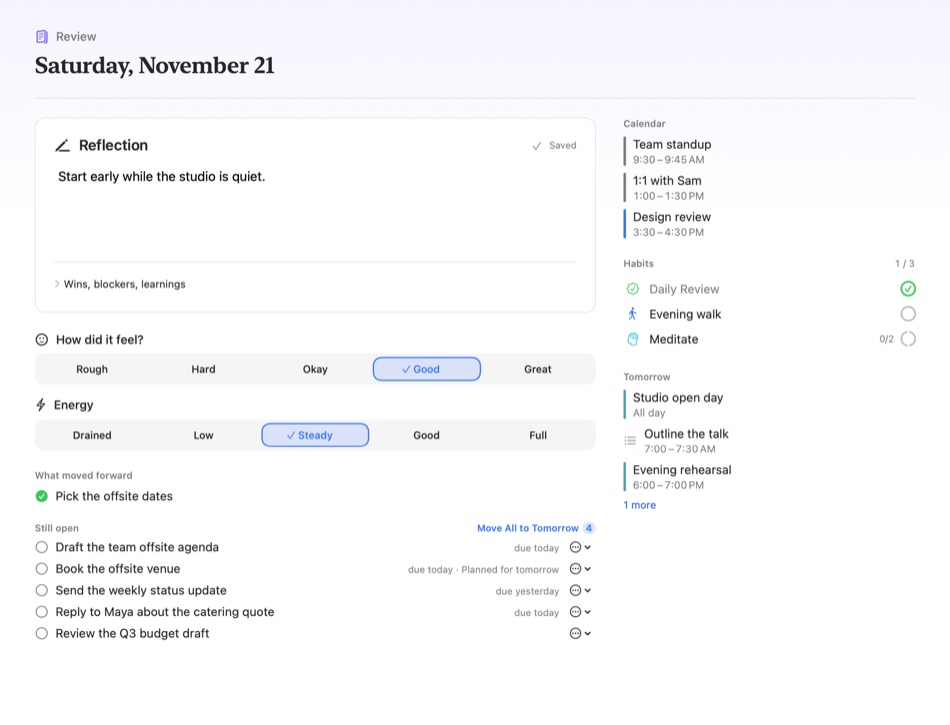 Review
Saturday, November 21
Reflection
Saved
Start early while the studio is quiet.
Wins, blockers, learnings
How did it feel?
Rough Hard Okay Good Great
Energy
Drained Low Steady Good Full
What moved forward
Pick the offsite dates
Still open Move All to Tomorrow 4
Draft the team offsite agenda due today
Book the offsite venue due today · Planned for tomorrow
Send the weekly status update due yesterday
Reply to Maya about the catering quote due today
Review the Q3 budget draft
Calendar
Team standup
9:30 – 9:45 AM
1:1 with Sam
1:00 – 1:30 PM
Design review
3:30 – 4:30 PM
Habits 1 / 3
Daily Review
Evening walk
Meditate 0/2
Tomorrow
Studio open day
All day
Outline the talk
7:00 – 7:30 AM
Evening rehearsal
6:00 – 7:00 PM
1 more